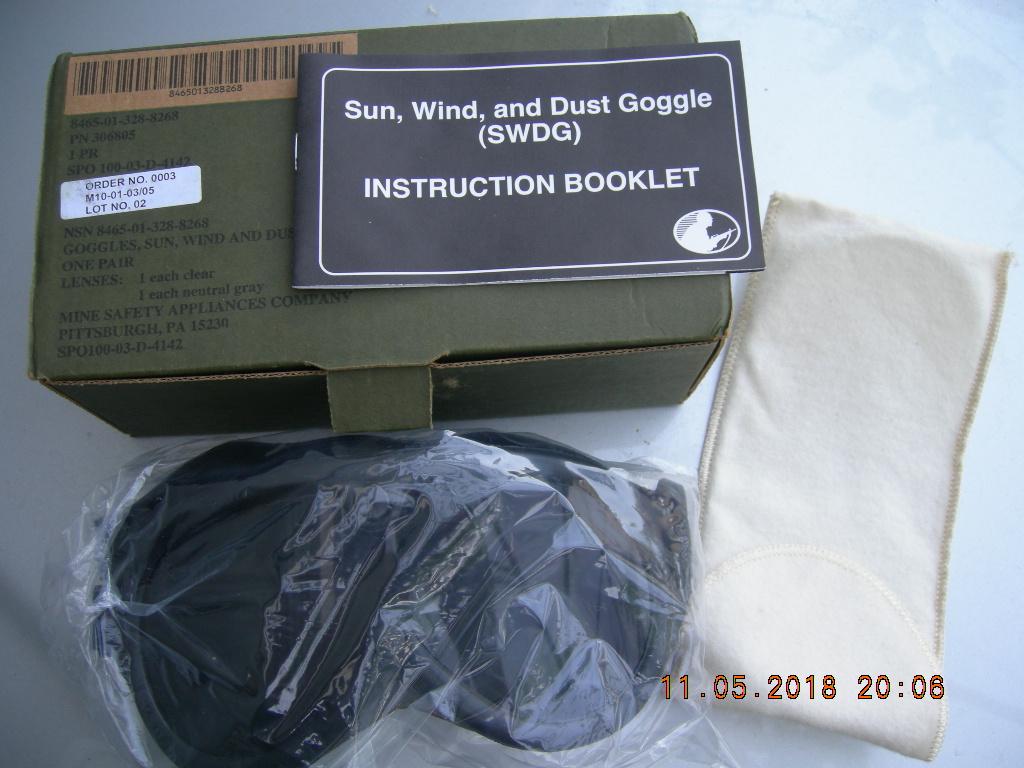 8465013288268
8465-01-328-8268
PN 306805
1 PR
SPO 100-03-D-4142
ORDER NO. 0003
M10-01-03/05
LOT NO. 02
NSN 8465-01-328-8268
GOGGLES, SUN, WIND AND DUS
ONE PAIR
LENSES: 1 each clear
1 each neutral gray
MINE SAFETY APPLIANCES COMPANY
PITTSBURGH, PA 15230
SPO100-03-D-4142
Sun, Wind, and Dust Goggle
(SWDG)
INSTRUCTION BOOKLET
11.05.2018 20:06